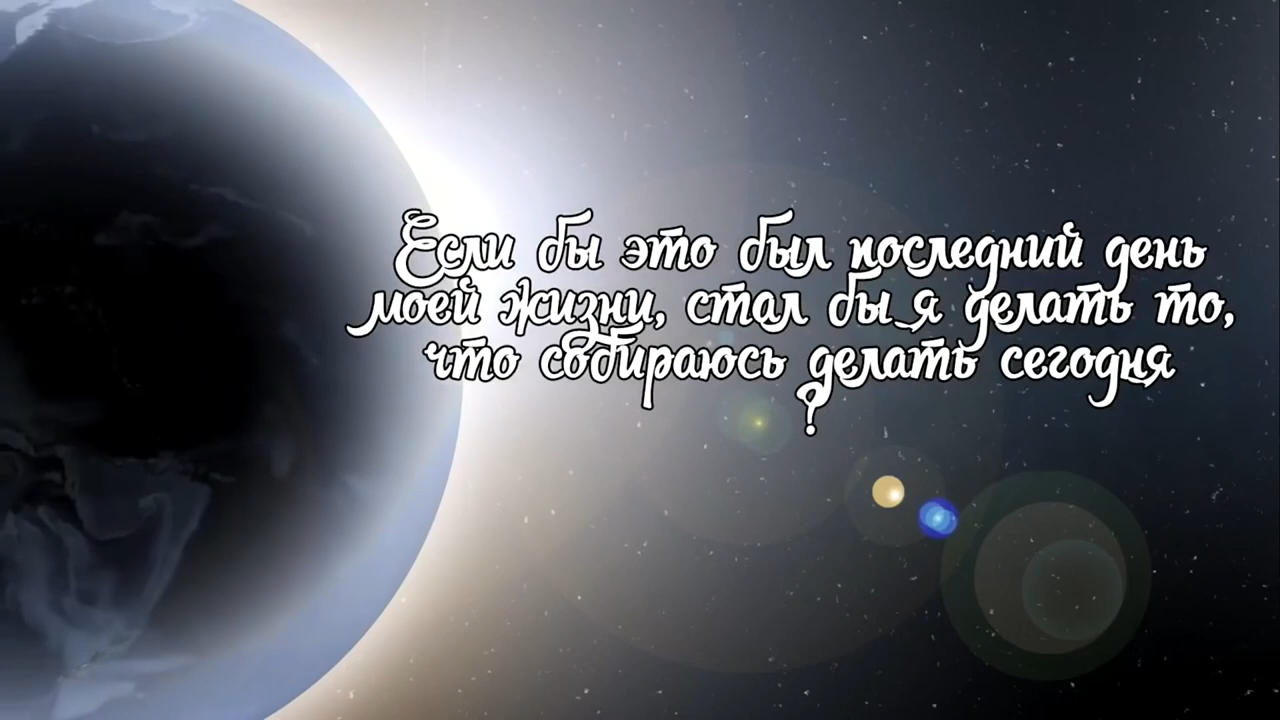 Если бы это был последний день
моей жизни, стал бы я делать то,
что собираюсь делать сегодня
?